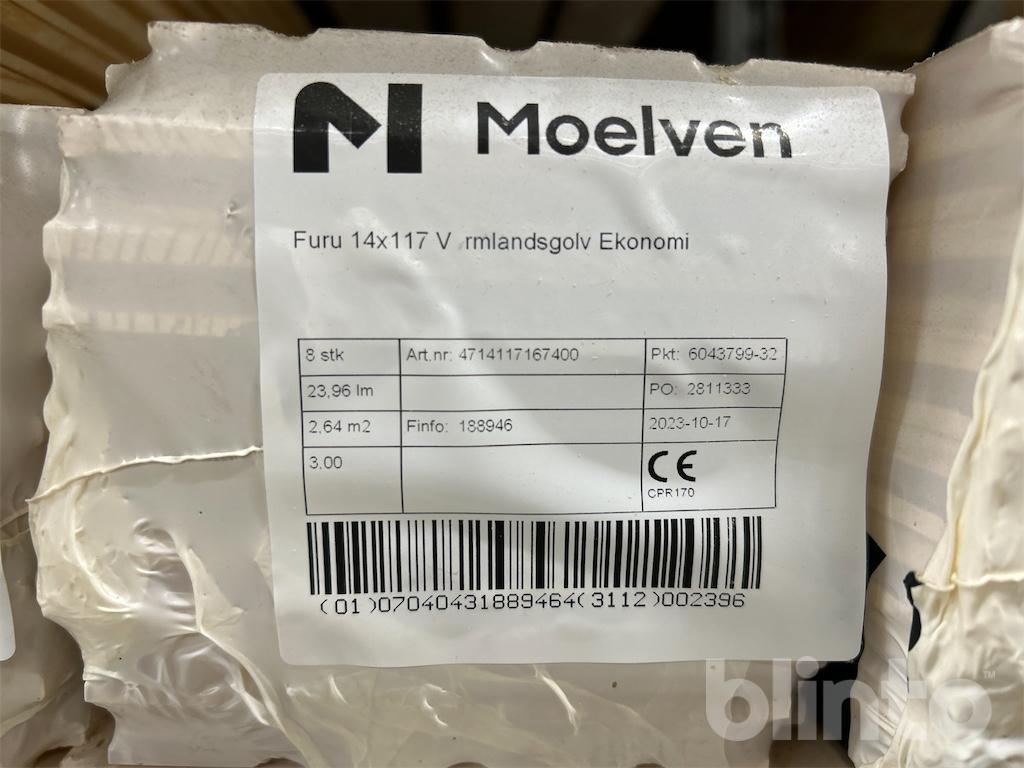 Moelven
Furu 14x117 V rmlandsgolv Ekonomi
8 stk Art.nr: 4714117167400 Pkt: 6043799-32
23,96 lm PO: 2811333
2,64 m2 Finfo: 188946 2023-10-17
3,00 CE
CPR170
(01)07040431889464(3112)002396
blinto